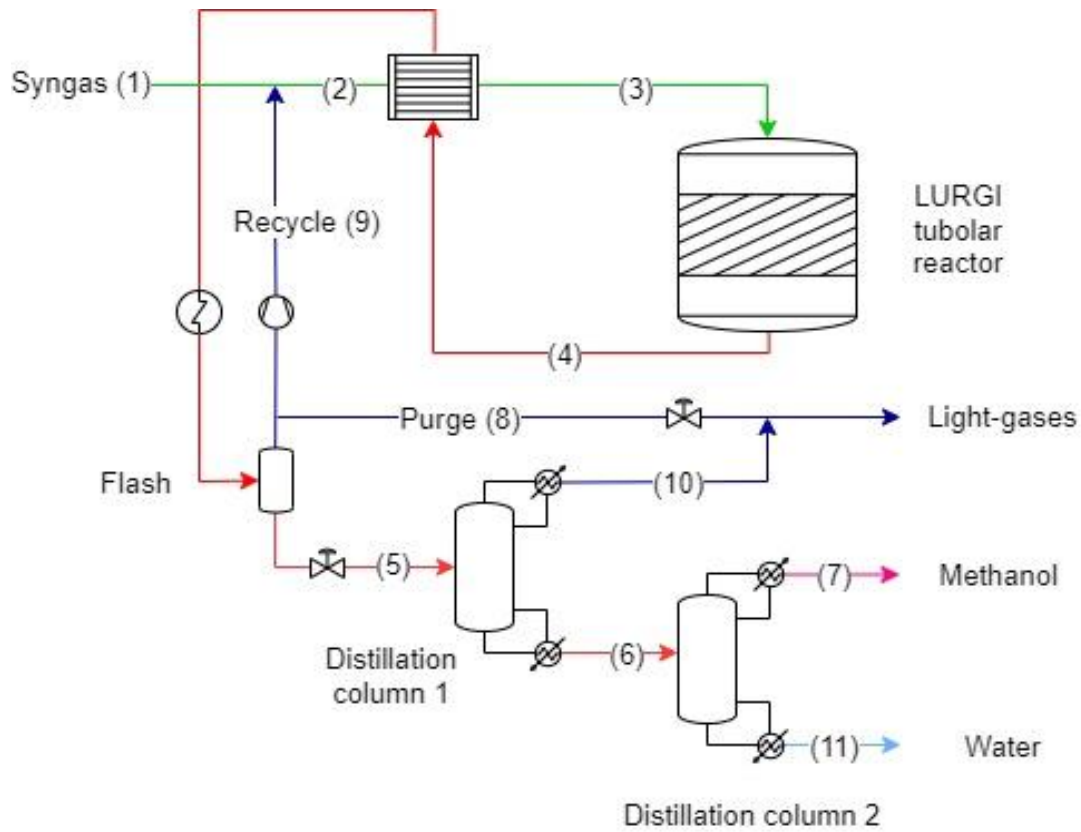 Syngas (1)
(2)
(3)
LURGI
tubolar
reactor
Recycle (9)
(4)
Purge (8)
Light-gases
Flash
(10)
(5)
(7)
Methanol
Distillation
column 1
(6)
(11)
Water
Distillation column 2